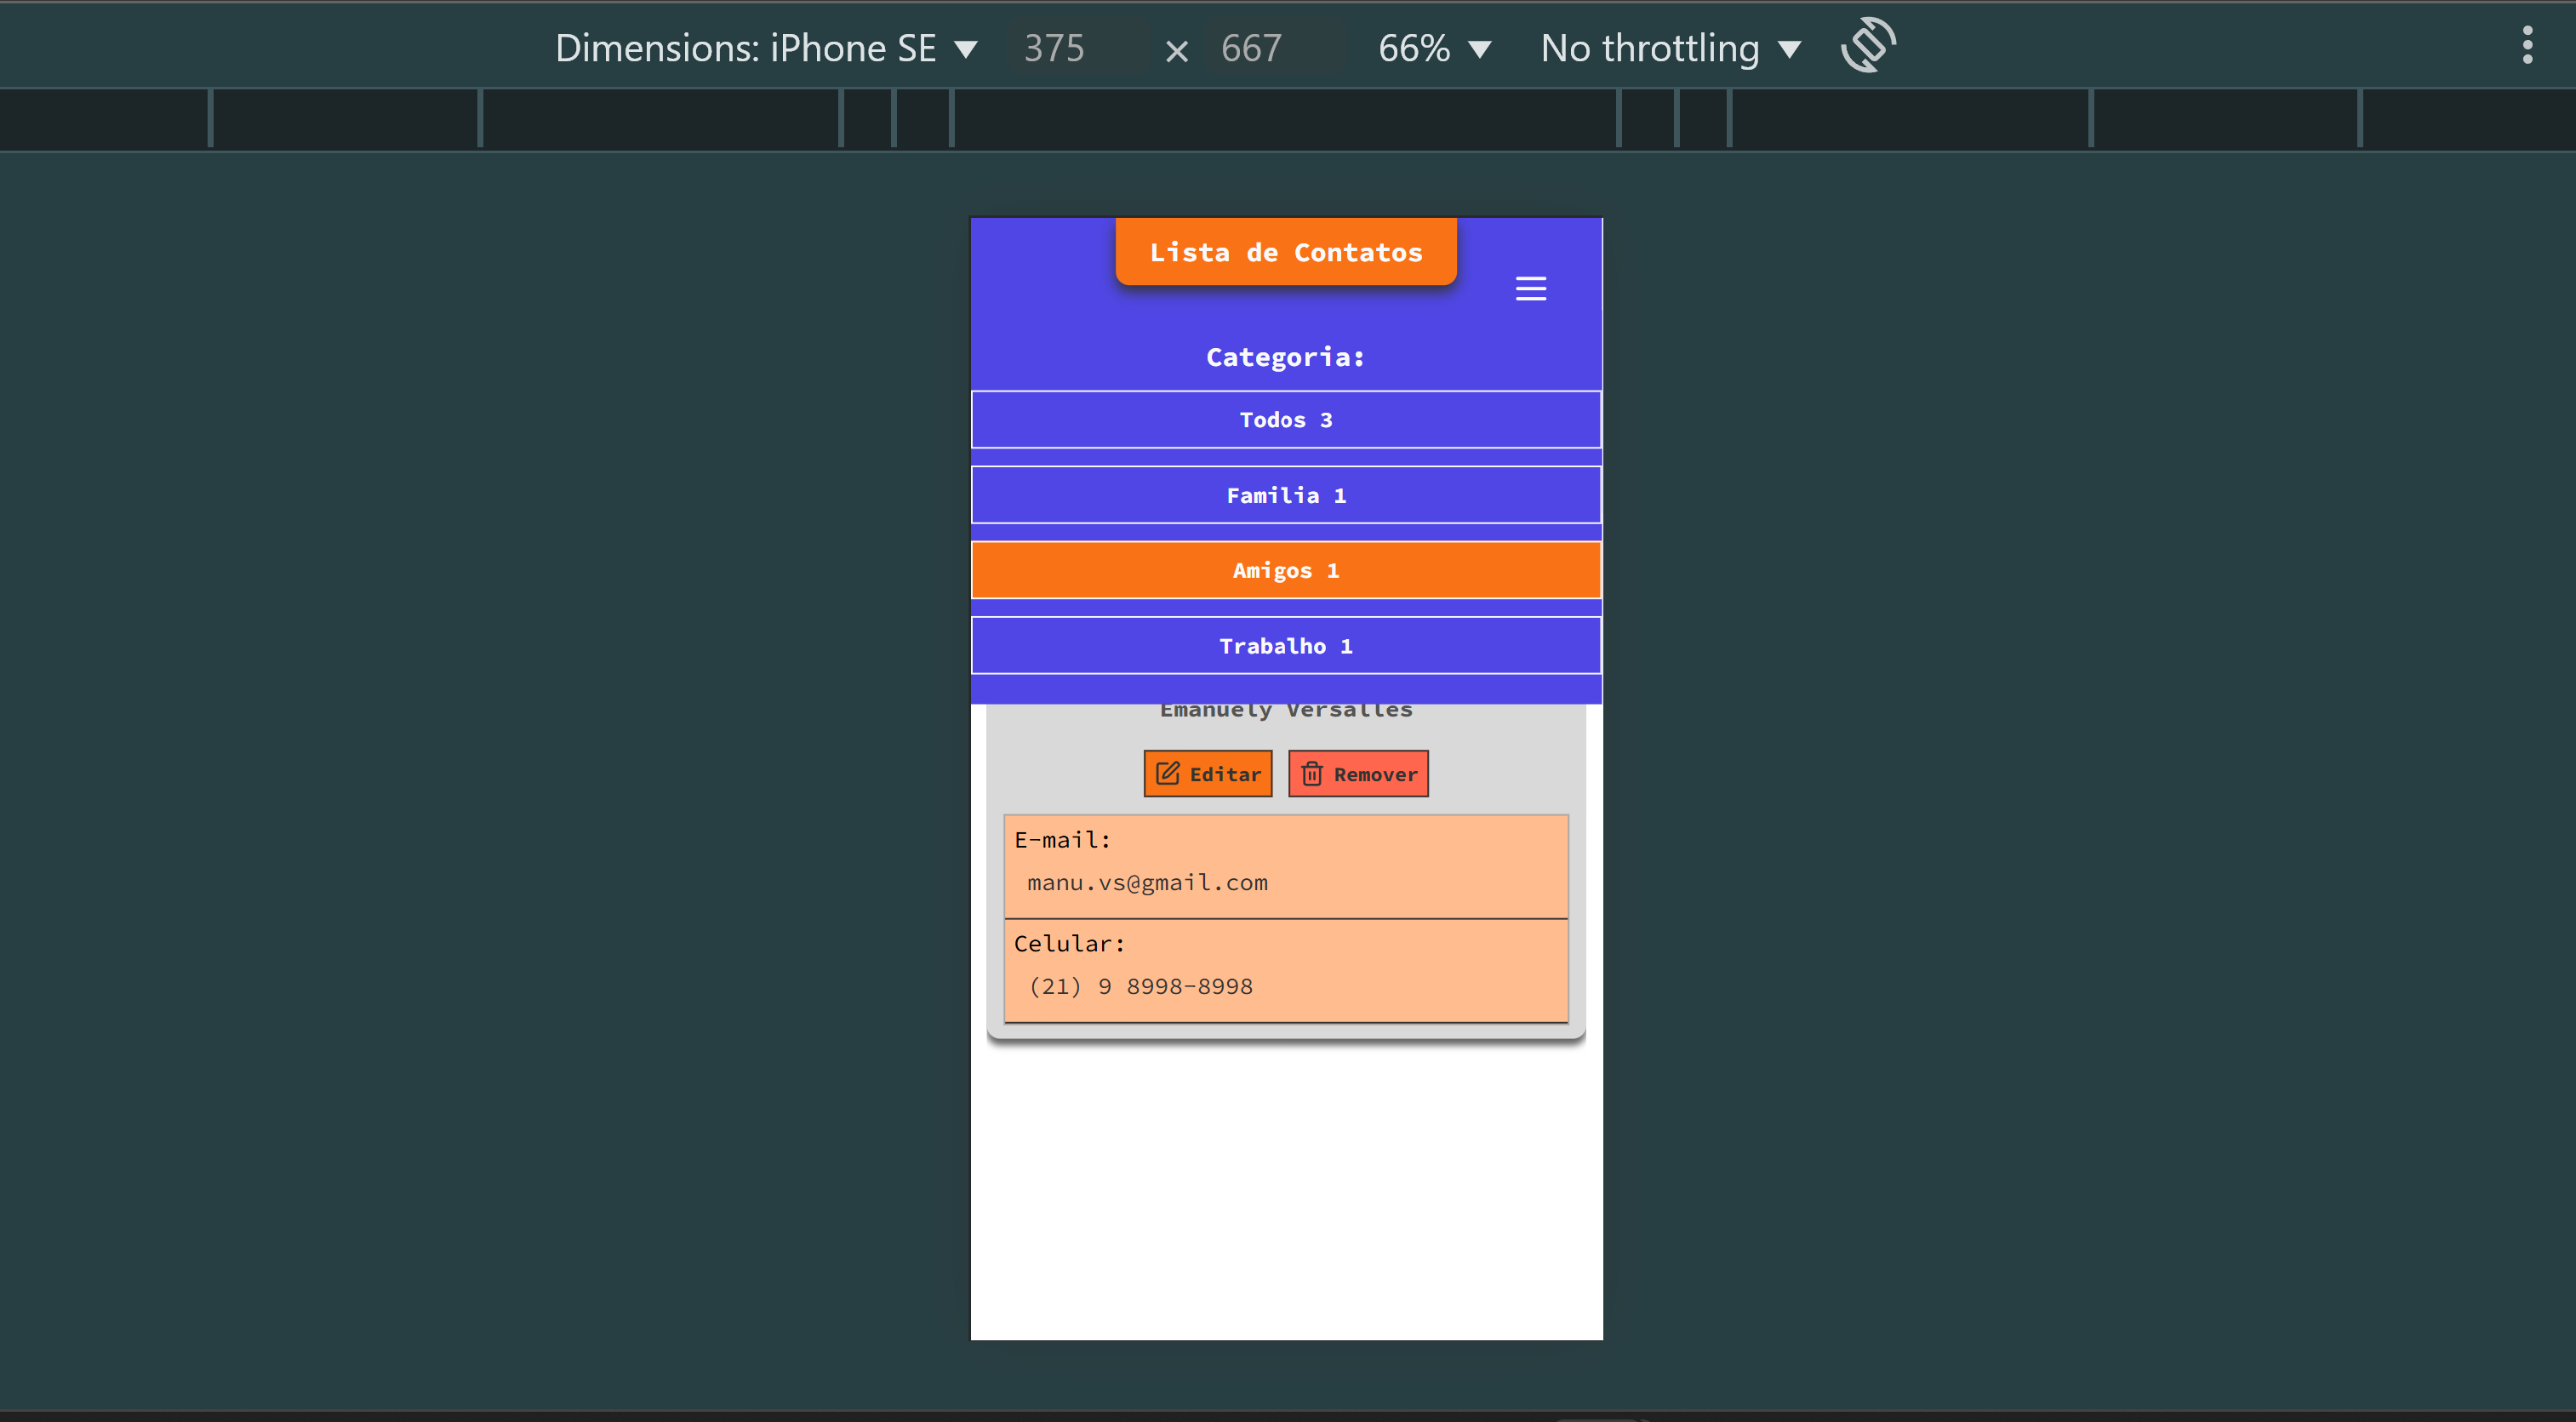 Dimensions: iPhone SE 375 × 667 66% No throttling
Lista de Contatos
Categoria:
Todos 3
Familia 1
Amigos 1
Trabalho 1
Emanuely Versalles
Editar Remover
E-mail:
manu.vs@gmail.com
Celular:
(21) 9 8998-8998